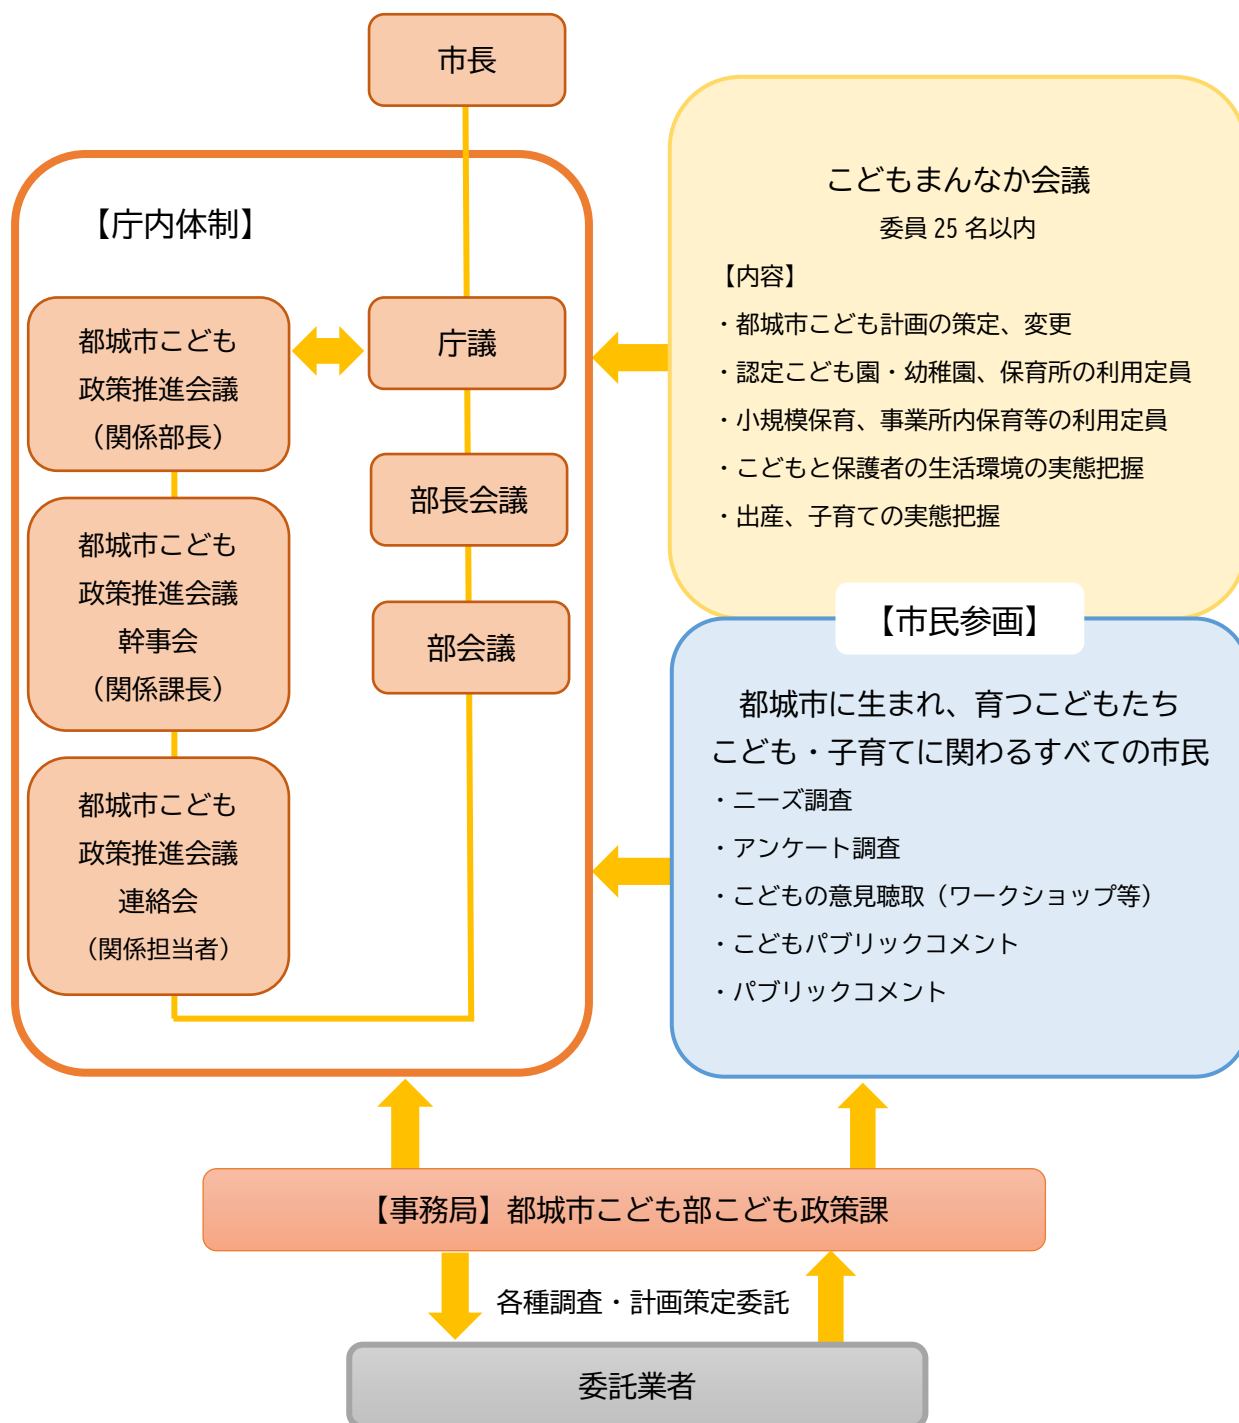 市長
【庁内体制】
都城市こども
政策推進会議
（関係部長）
庁議
都城市こども
政策推進会議
幹事会
（関係課長）
部長会議
部会議
都城市こども
政策推進会議
連絡会
（関係担当者）
こどもまんなか会議
委員 25 名以内
【内容】
・都城市こども計画の策定、変更
・認定こども園・幼稚園、保育所の利用定員
・小規模保育、事業所内保育等の利用定員
・こどもと保護者の生活環境の実態把握
・出産、子育ての実態把握
【市民参画】
都城市に生まれ、育つこどもたち
こども・子育てに関わるすべての市民
・ニーズ調査
・アンケート調査
・こどもの意見聴取（ワークショップ等）
・こどもパブリックコメント
・パブリックコメント
【事務局】都城市こども部こども政策課
各種調査・計画策定委託
委託業者